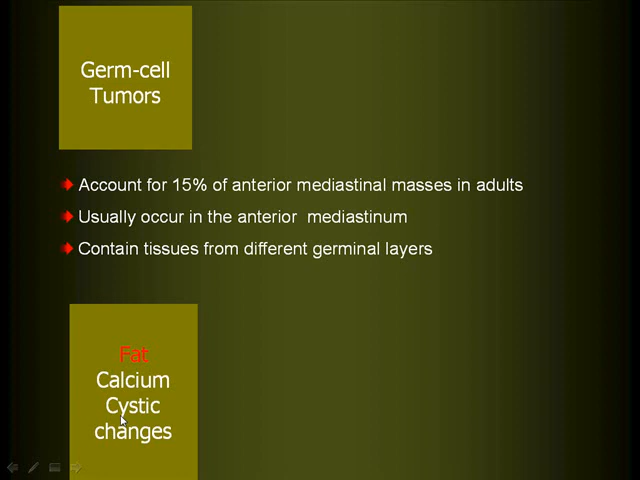 Germ-cell
Tumors
Account for 15% of anterior mediastinal masses in adults
Usually occur in the anterior  mediastinum
Contain tissues from different germinal layers
Fat
Calcium
Cystic
changes